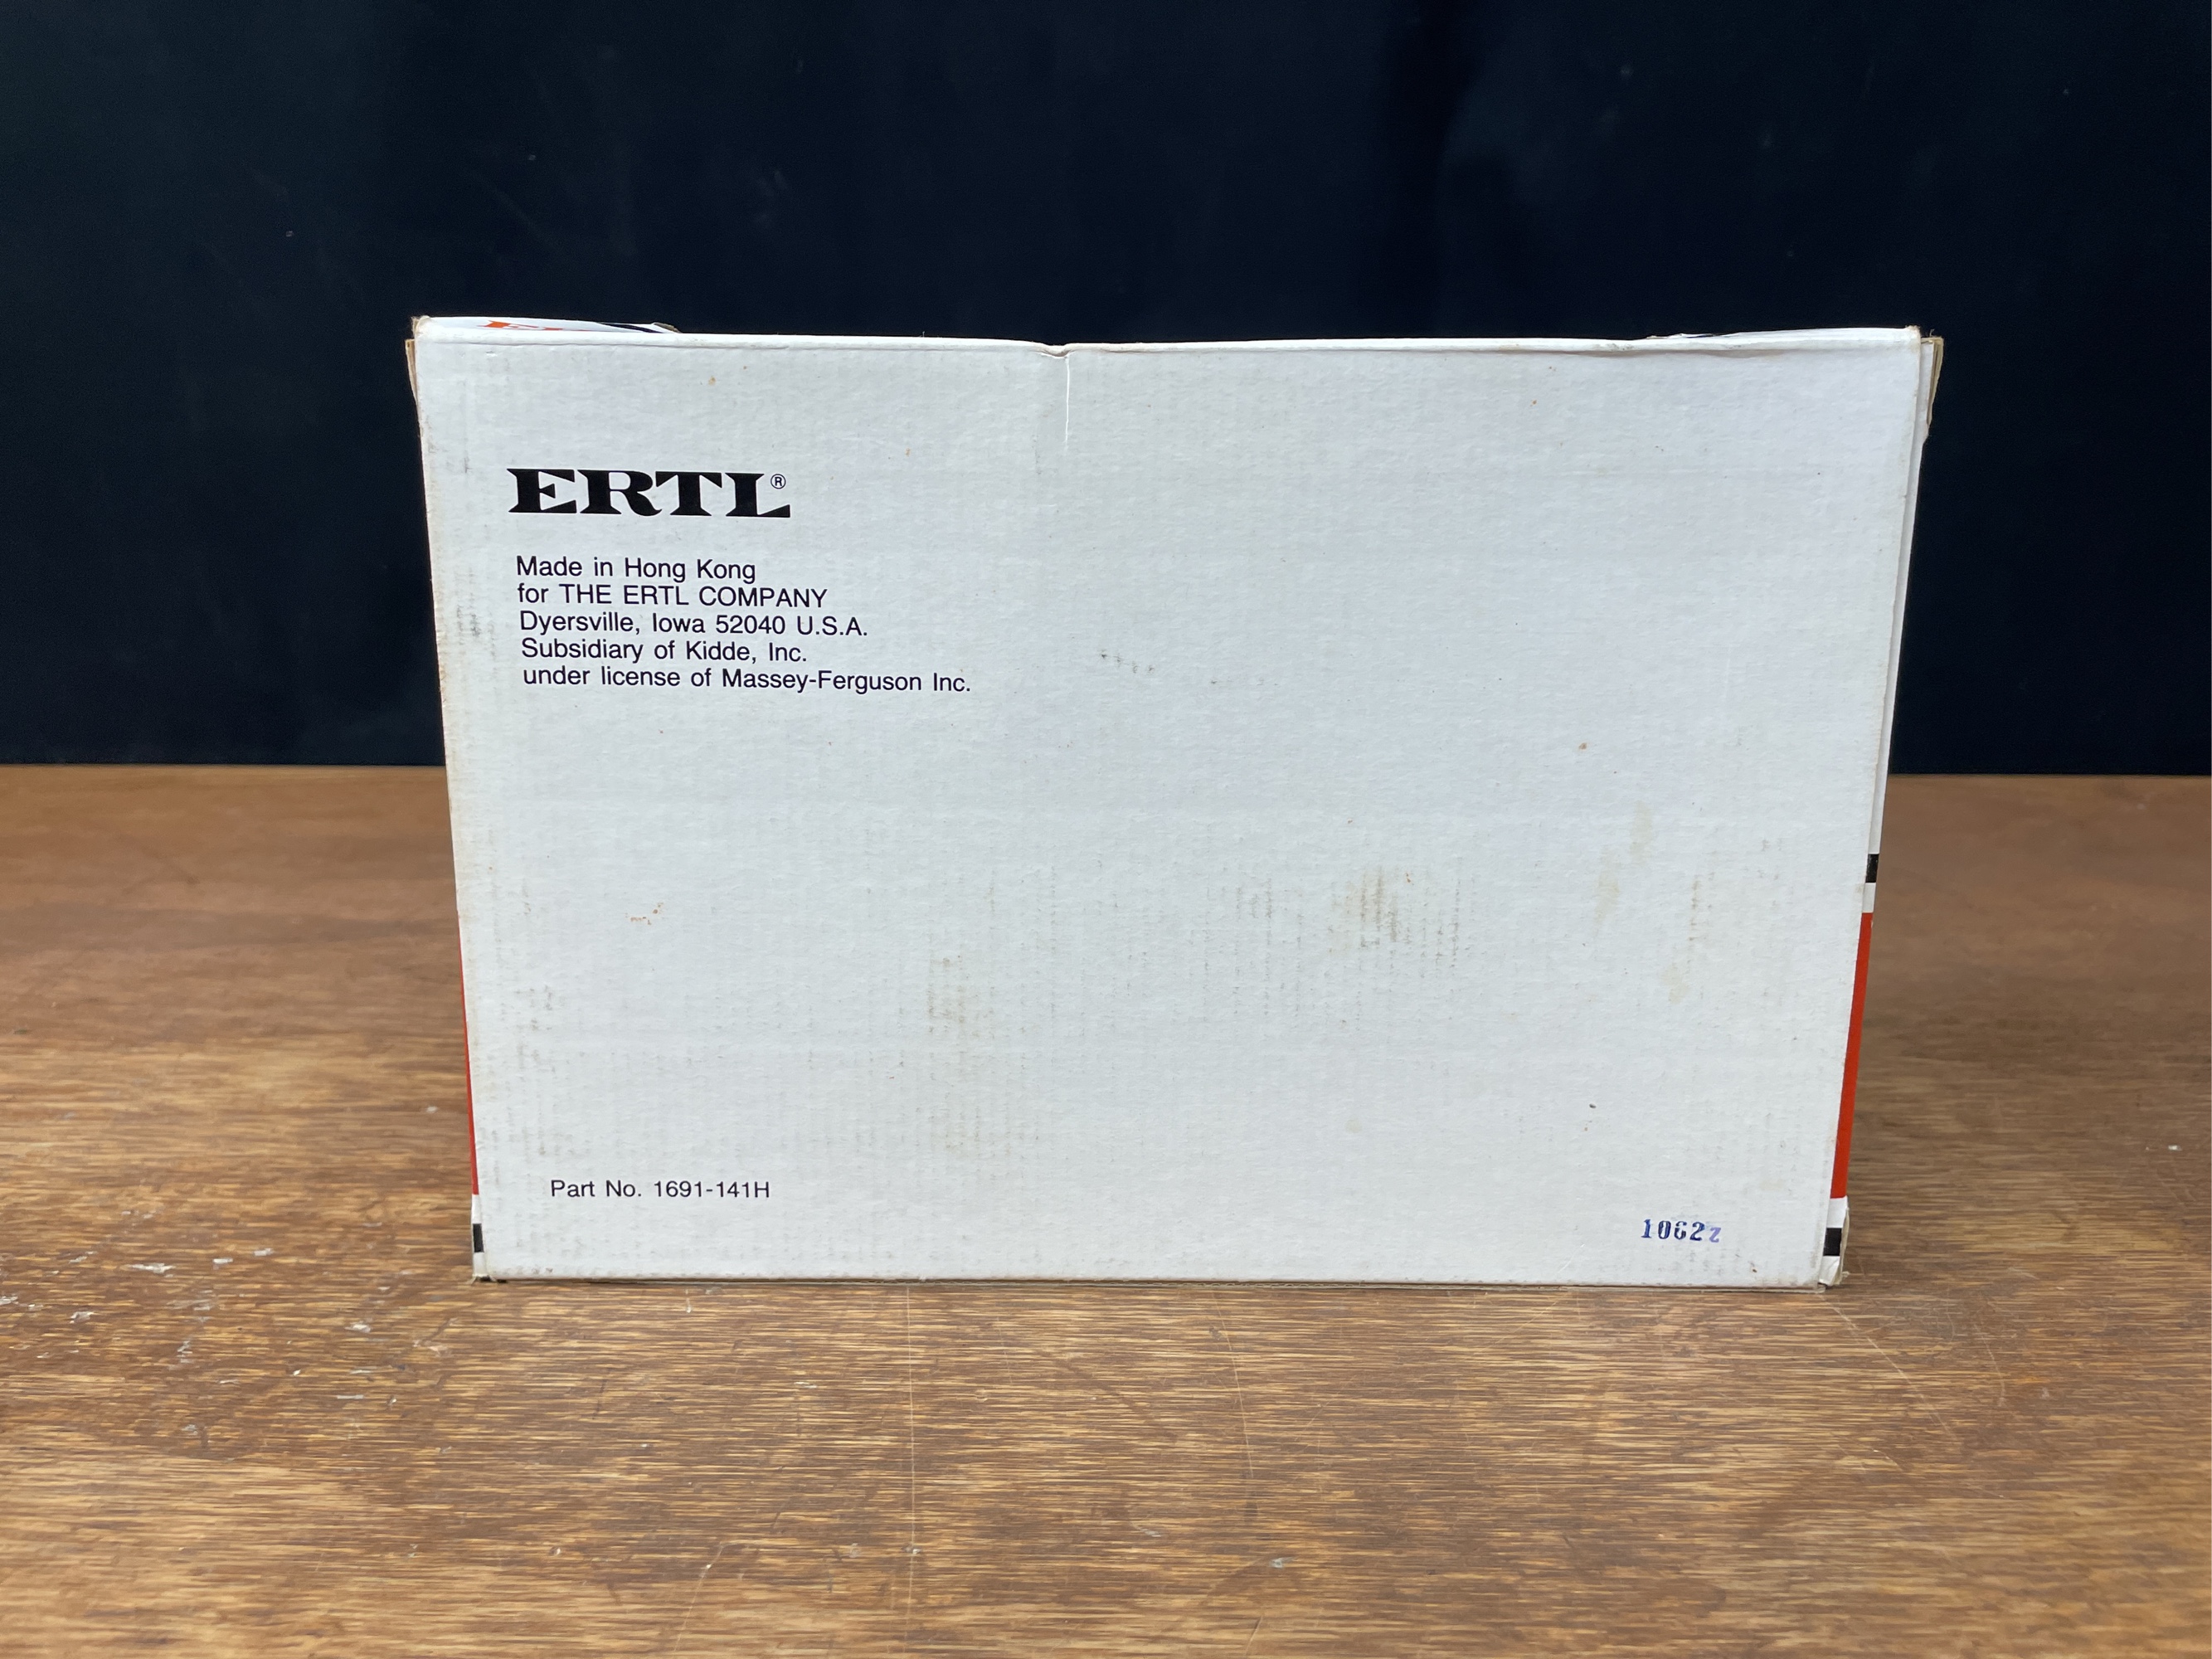 ERTL®
Made in Hong Kong
for THE ERTL COMPANY
Dyersville, Iowa 52040 U.S.A.
Subsidiary of Kidde, Inc.
under license of Massey-Ferguson Inc.
Part No. 1691-141H